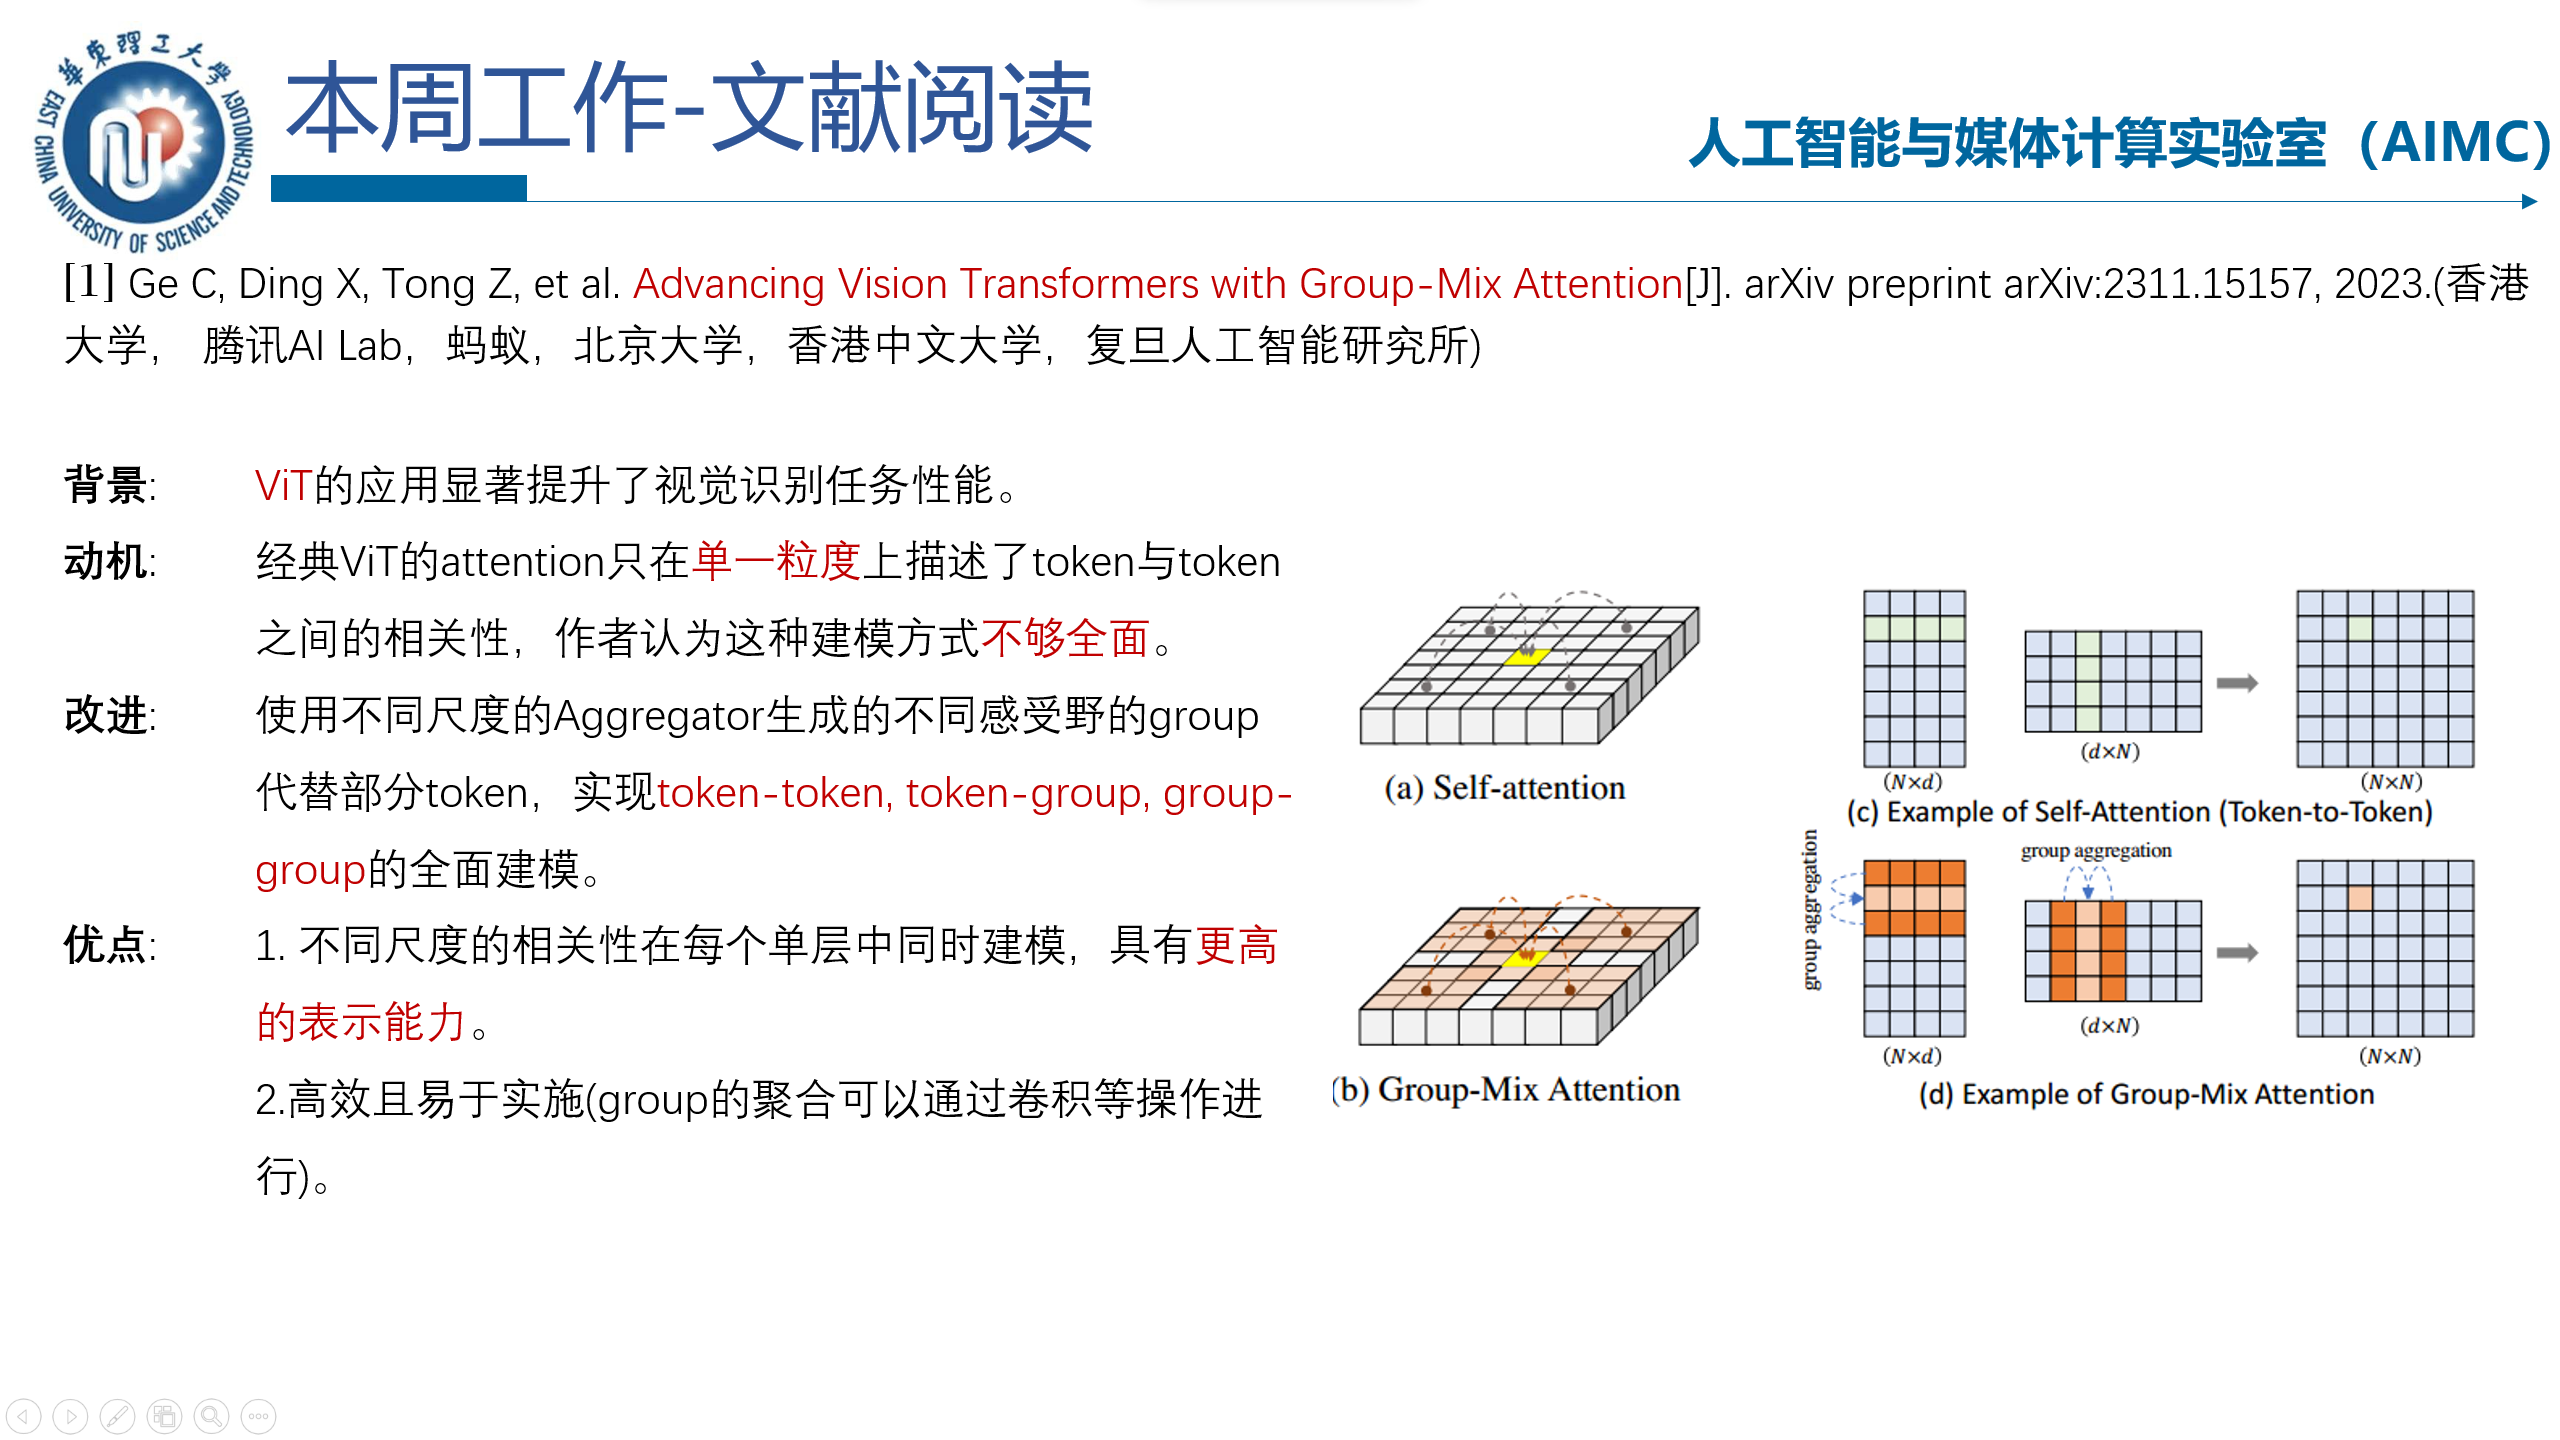 華東理工大學
EAST CHINA UNIVERSITY OF SCIENCE AND TECHNOLOGY
本周工作-文献阅读
人工智能与媒体计算实验室（AIMC）
[1] Ge C, Ding X, Tong Z, et al. Advancing Vision Transformers with Group-Mix Attention[J]. arXiv preprint arXiv:2311.15157, 2023.(香港
大学， 腾讯AI Lab，蚂蚁，北京大学，香港中文大学，复旦人工智能研究所)
背景: ViT的应用显著提升了视觉识别任务性能。
动机: 经典ViT的attention只在单一粒度上描述了token与token
之间的相关性，作者认为这种建模方式不够全面。
改进: 使用不同尺度的Aggregator生成的不同感受野的group
代替部分token，实现token-token, token-group, group-
group的全面建模。
优点: 1. 不同尺度的相关性在每个单层中同时建模，具有更高
的表示能力。
2.高效且易于实施(group的聚合可以通过卷积等操作进
行)。
(a) Self-attention
(b) Group-Mix Attention
(N×d)
(d×N)
(N×N)
(c) Example of Self-Attention (Token-to-Token)
group aggregation
group aggregation
(N×d)
(d×N)
(N×N)
(d) Example of Group-Mix Attention